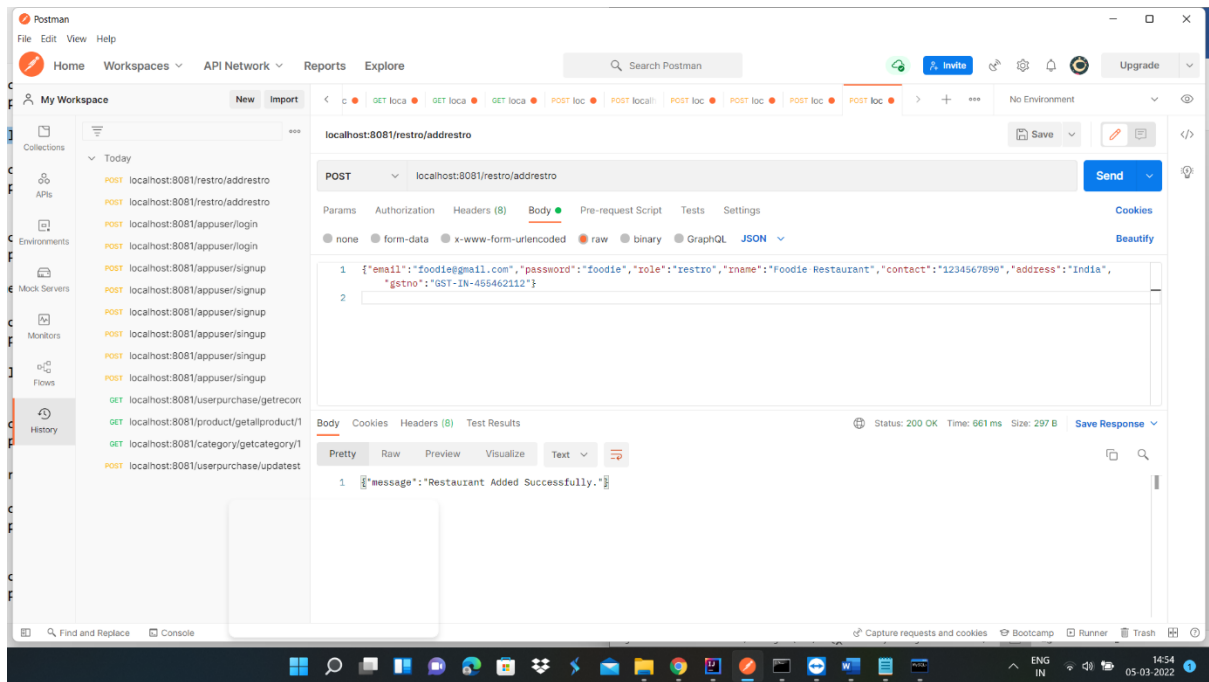 Postman
File Edit View Help
Home Workspaces API Network Reports Explore Search Postman Invite Upgrade
My Workspace New Import
c GET loca GET loca GET loca POST loc POST locall POST loc POST loc POST loc POST loc No Environment
Collections
APIs
Environments
Mock Servers
Monitors
Flows
History
Today
POST localhost:8081/restro/addrestro
POST localhost:8081/restro/addrestro
POST localhost:8081/appuser/login
POST localhost:8081/appuser/login
POST localhost:8081/appuser/signup
POST localhost:8081/appuser/signup
POST localhost:8081/appuser/signup
POST localhost:8081/appuser/singup
POST localhost:8081/appuser/singup
POST localhost:8081/appuser/singup
GET localhost:8081/userpurchase/getrecord
GET localhost:8081/product/getallproduct/1
GET localhost:8081/category/getcategory/1
POST localhost:8081/userpurchase/updatest
localhost:8081/restro/addrestro Save
POST localhost:8081/restro/addrestro Send
Params Authorization Headers (8) Body Pre-request Script Tests Settings Cookies
none form-data x-www-form-urlencoded raw binary GraphQL JSON Beautify
1 {"email":"foodie@gmail.com","password":"foodie","role":"restro","rname":"Foodie Restaurant","contact":"1234567890","address":"India",
"gstno":"GST-IN-455462112"}
2
Body Cookies Headers (8) Test Results Status: 200 OK Time: 661 ms Size: 297 B Save Response
Pretty Raw Preview Visualize Text
1 {"message":"Restaurant Added Successfully."}
Find and Replace Console Capture requests and cookies Bootcamp Runner Trash
ENG
IN
14:54
05-03-2022
1